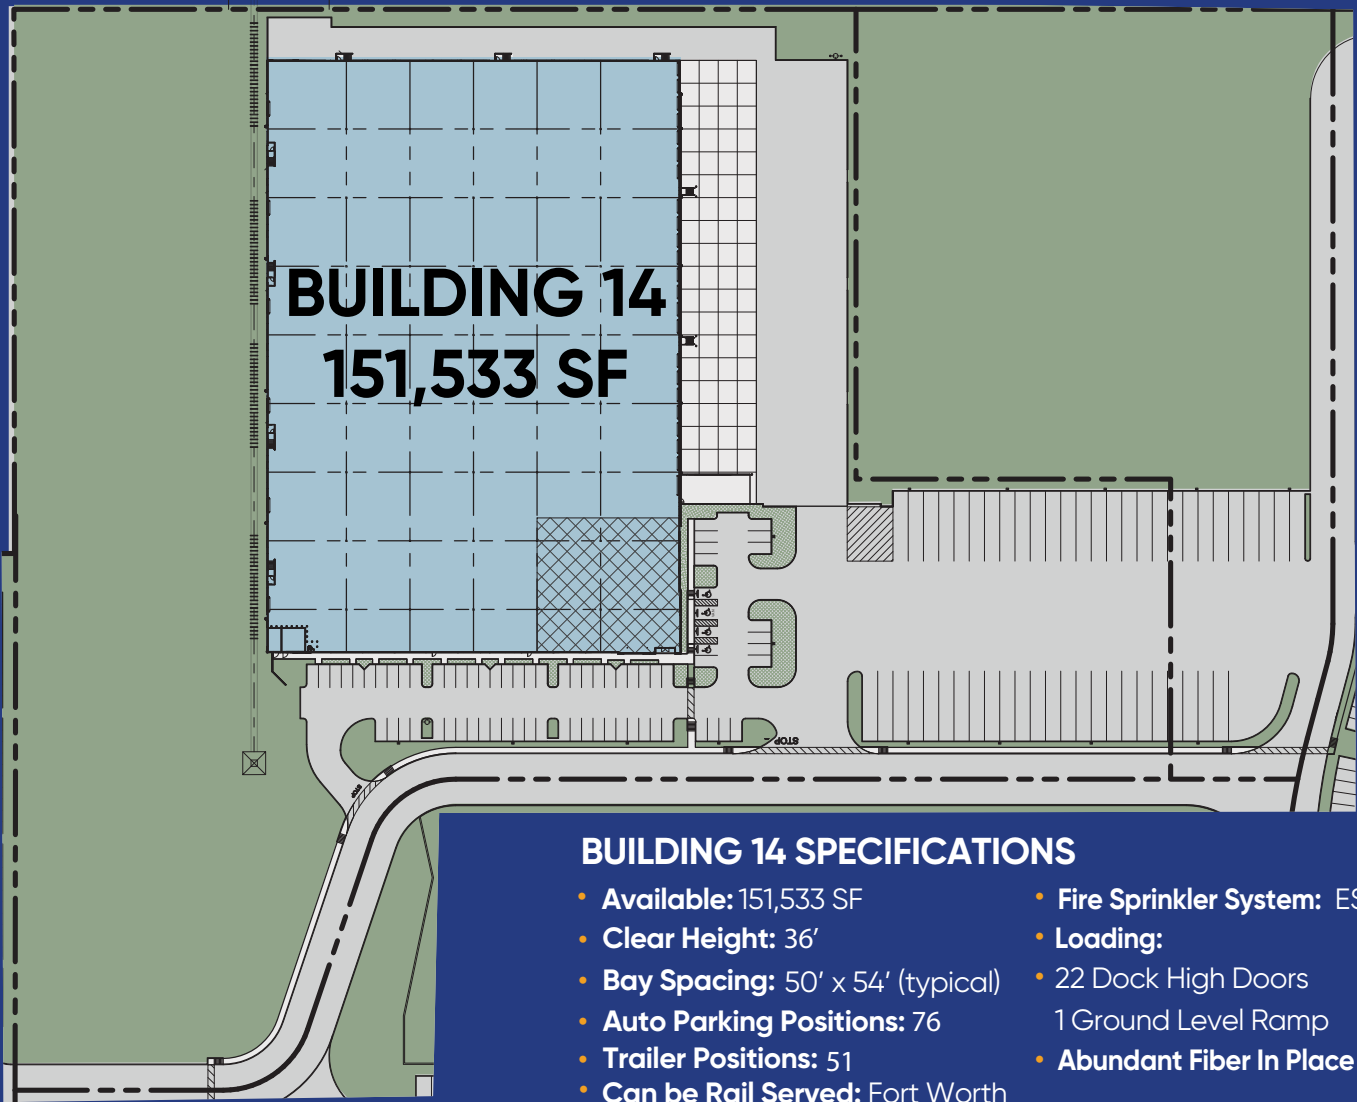 BUILDING 14
151,533 SF
STOP
STOP
BUILDING 14 SPECIFICATIONS
• Available: 151,533 SF
• Clear Height: 36′
• Bay Spacing: 50′ x 54′ (typical)
• Auto Parking Positions: 76
• Trailer Positions: 51
• Can be Rail Served: Fort Worth
• Fire Sprinkler System: ES
• Loading:
• 22 Dock High Doors
1 Ground Level Ramp
• Abundant Fiber In Place